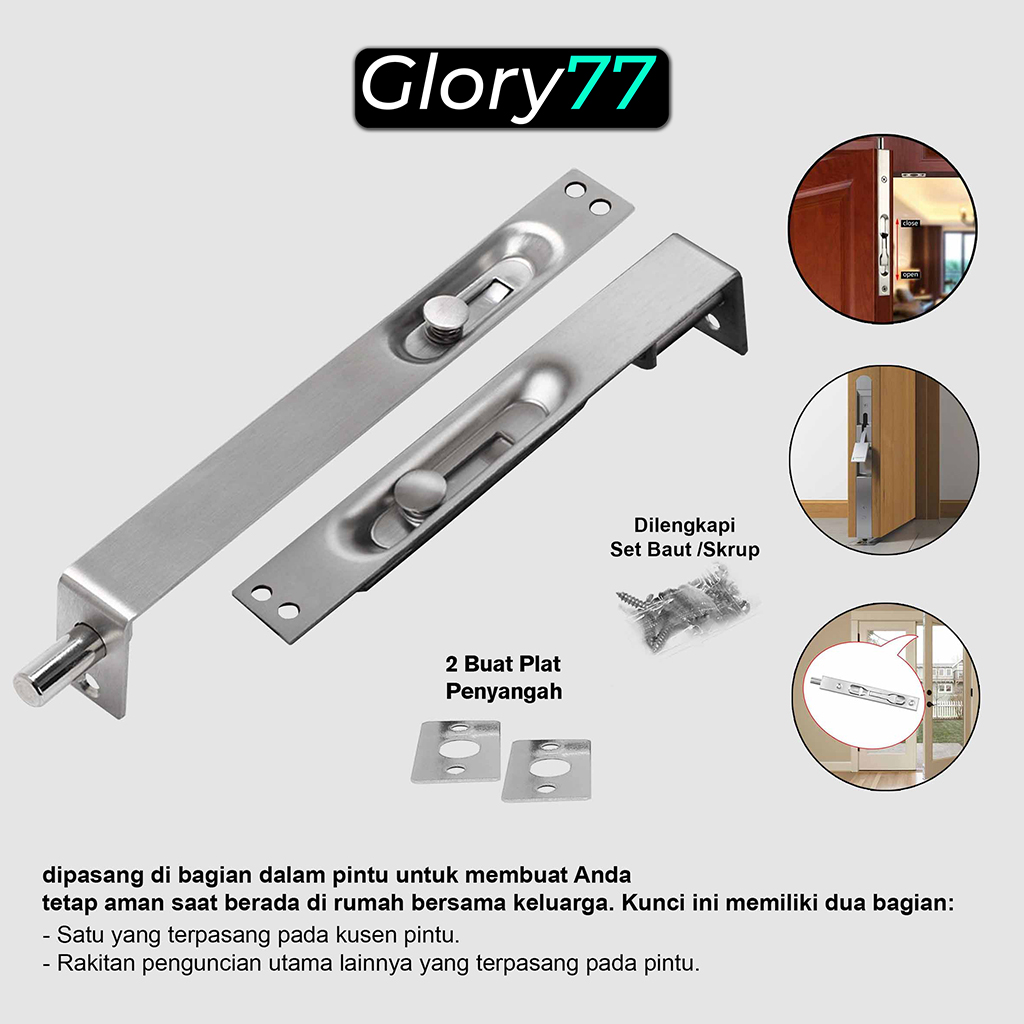 Glory77
close
open
Dilengkapi
Set Baut /Skrup
2 Buat Plat
Penyangah
dipasang di bagian dalam pintu untuk membuat Anda
tetap aman saat berada di rumah bersama keluarga. Kunci ini memiliki dua bagian:
- Satu yang terpasang pada kusen pintu.
- Rakitan penguncian utama lainnya yang terpasang pada pintu.